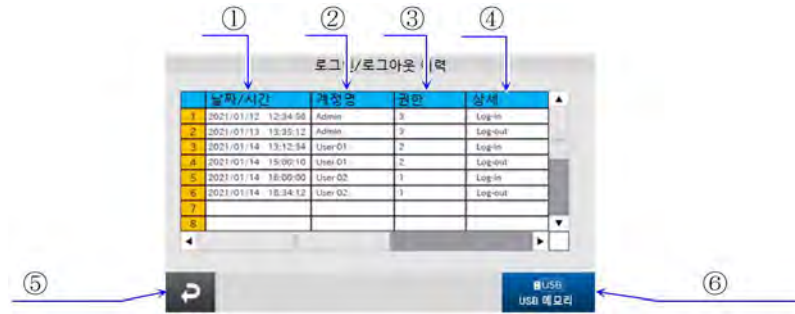 ① ② ③ ④
로그인/로그아웃 이력
날짜/시간 계정명 권한 상세
1 2021/01/12 12:34:56 Admin 3 Log-in
2 2021/01/13 13:35:12 Admin 3 Log-out
3 2021/01/14 13:12:34 User 01 2 Log-in
4 2021/01/14 15:00:10 User 01 2 Log-out
5 2021/01/14 16:00:00 User 02 1 Log-in
6 2021/01/14 16:34:12 User 02 1 Log-out
7
8
⑤ ⑥
USB
USB 메모리